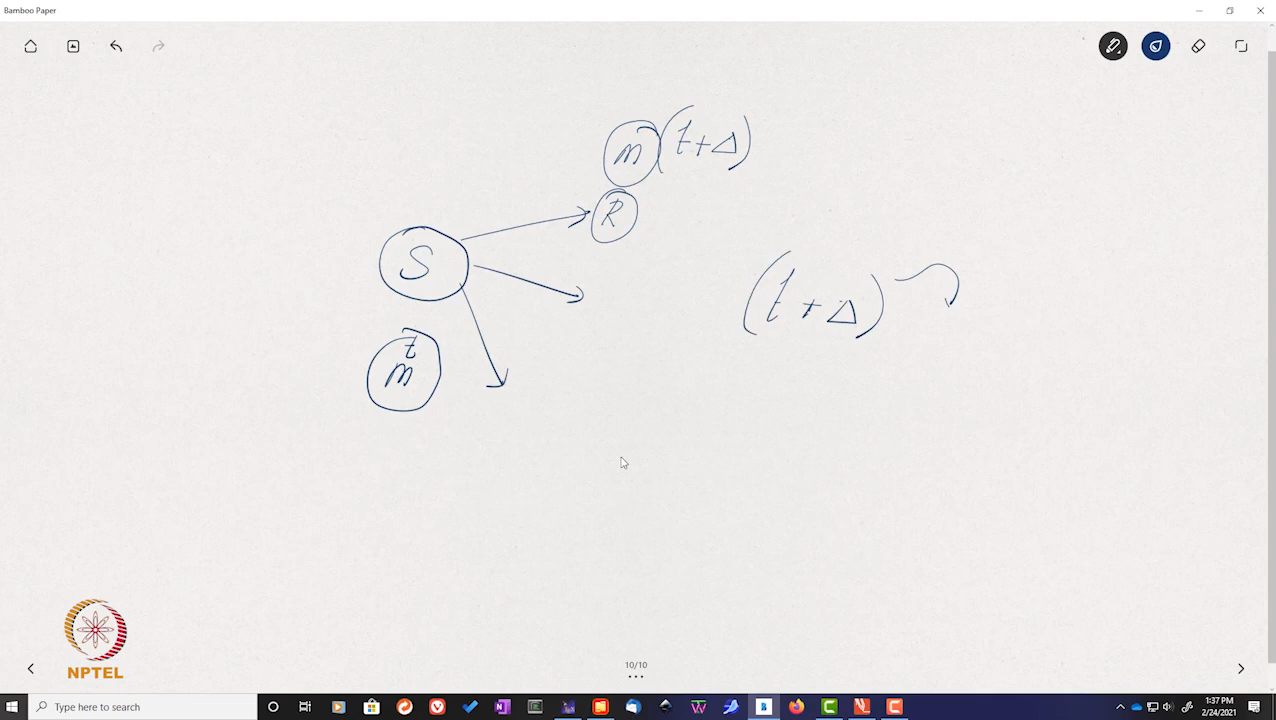 Bamboo Paper
m (t+Δ)
R
S
(t+Δ)
t
m
NPTEL
10/10
Type here to search
1:37 PM
2/24/2021